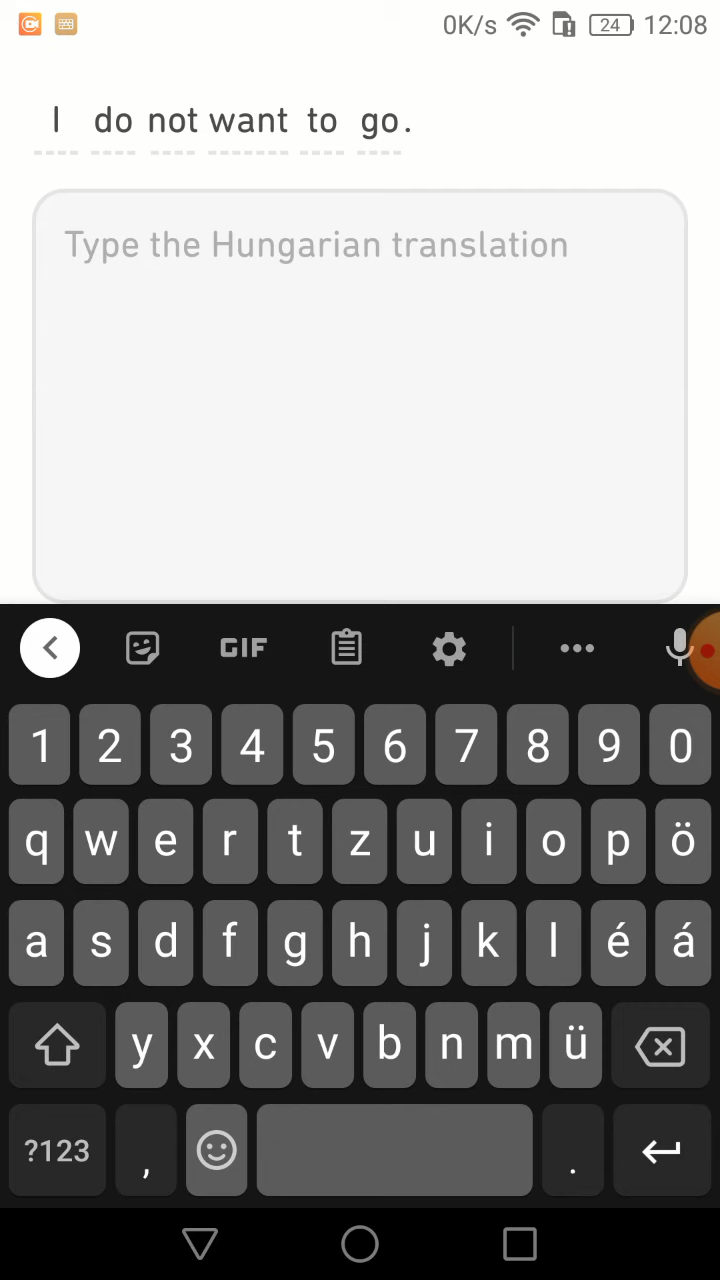 0K/s 24 12:08
I do not want to go.
Type the Hungarian translation
GIF
1 2 3 4 5 6 7 8 9 0
q w e r t z u i o p ö
a s d f g h j k l é á
y x c v b n m ü
?123 , .